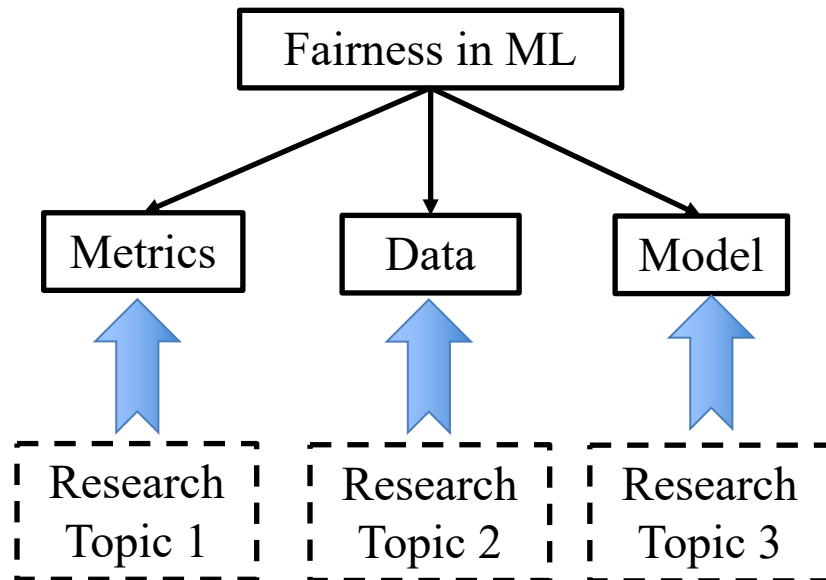 Fairness in ML
Metrics
Data
Model
Research
Topic 1
Research
Topic 2
Research
Topic 3